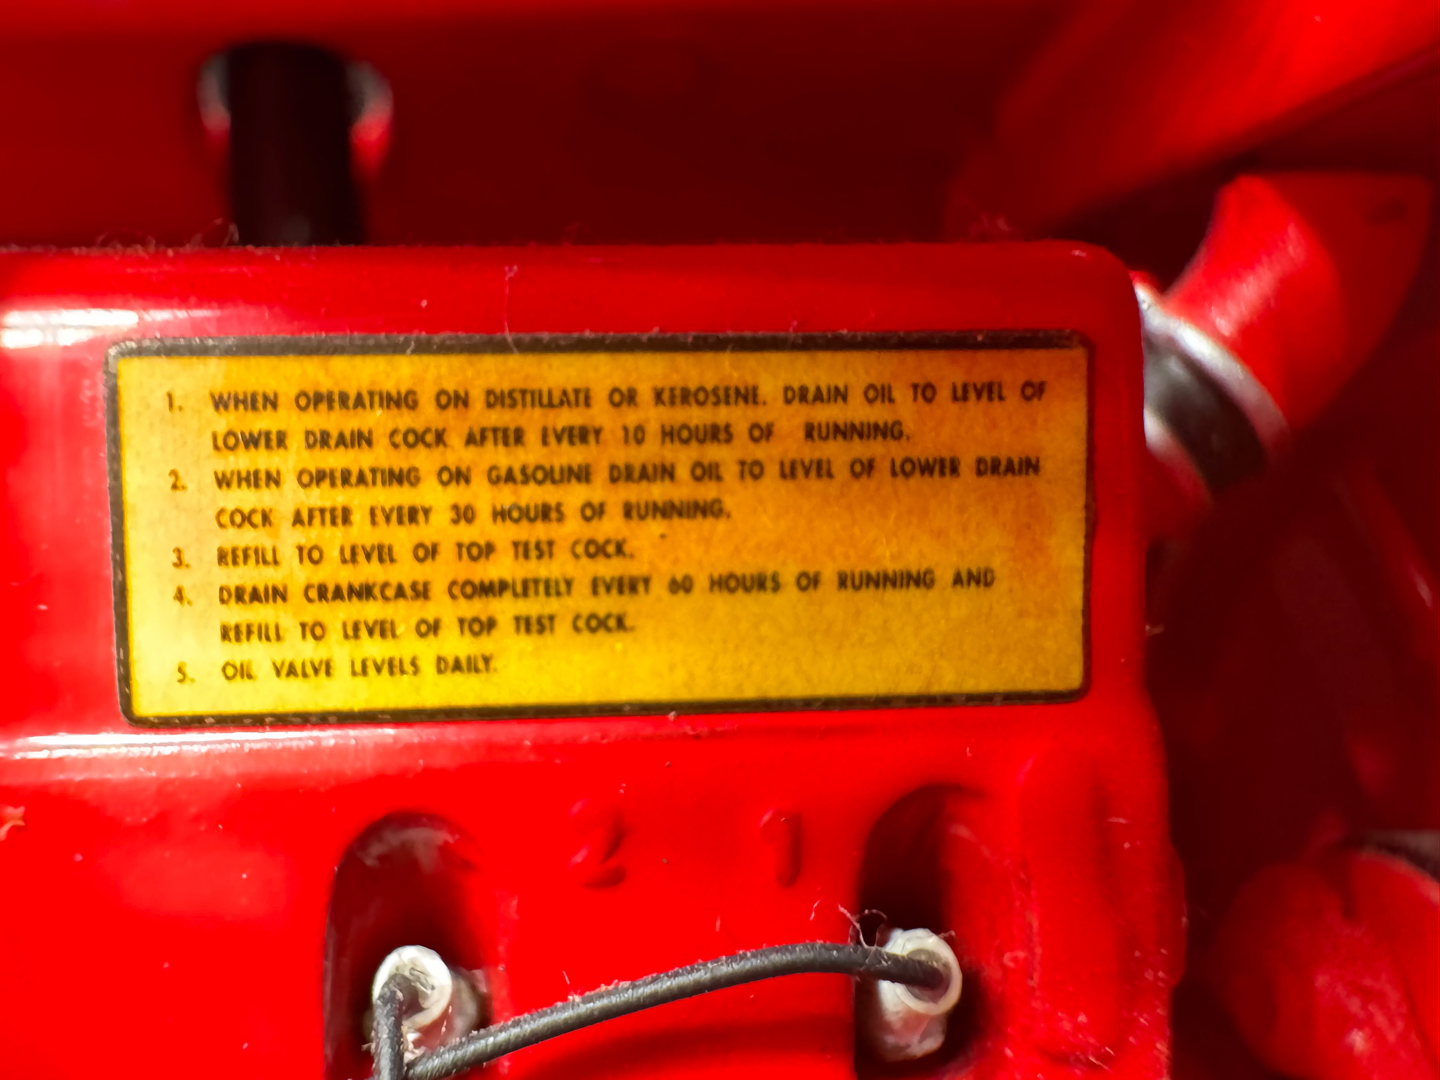 1. WHEN OPERATING ON DISTILLATE OR KEROSENE. DRAIN OIL TO LEVEL OF
LOWER DRAIN COCK AFTER EVERY 10 HOURS OF RUNNING.
2. WHEN OPERATING ON GASOLINE DRAIN OIL TO LEVEL OF LOWER DRAIN
COCK AFTER EVERY 30 HOURS OF RUNNING.
3. REFILL TO LEVEL OF TOP TEST COCK.
4. DRAIN CRANKCASE COMPLETELY EVERY 60 HOURS OF RUNNING AND
REFILL TO LEVEL OF TOP TEST COCK.
5. OIL VALVE LEVELS DAILY.
2 1